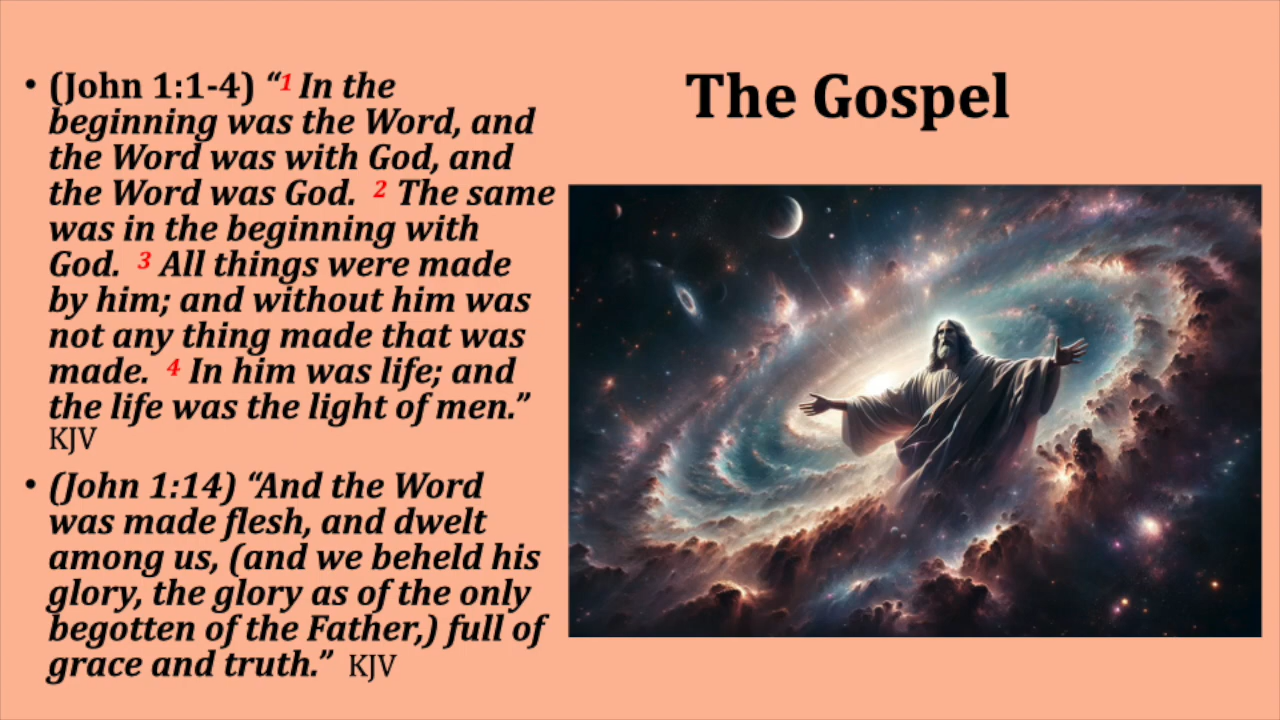 The Gospel
• (John 1:1-4) “1 In the
beginning was the Word, and
the Word was with God, and
the Word was God. 2 The same
was in the beginning with
God. 3 All things were made
by him; and without him was
not any thing made that was
made. 4 In him was life; and
the life was the light of men.”
KJV
• (John 1:14) “And the Word
was made flesh, and dwelt
among us, (and we beheld his
glory, the glory as of the only
begotten of the Father,) full of
grace and truth.” KJV